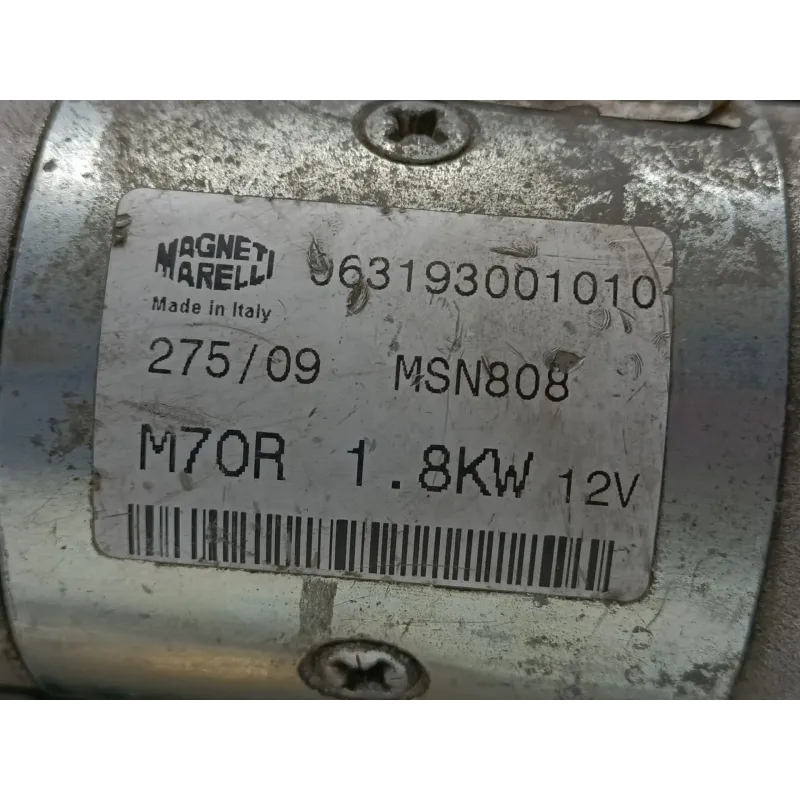 MAGNETI
MARELLI
Made in Italy
063193001010
275/09 MSN808
M70R 1.8KW 12V